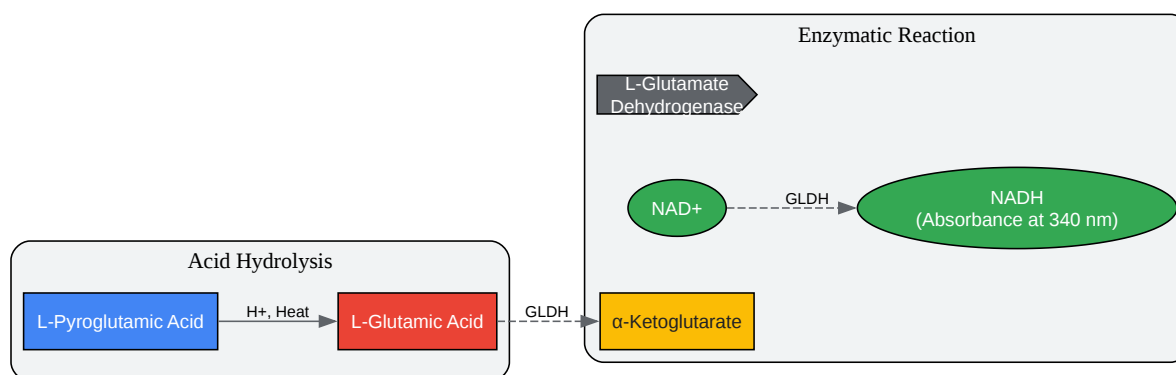 Enzymatic Reaction
L-Glutamate
Dehydrogenase
NAD+
GLDH
NADH
(Absorbance at 340 nm)
Acid Hydrolysis
L-Pyroglutamic Acid
H+, Heat
L-Glutamic Acid
GLDH
α-Ketoglutarate